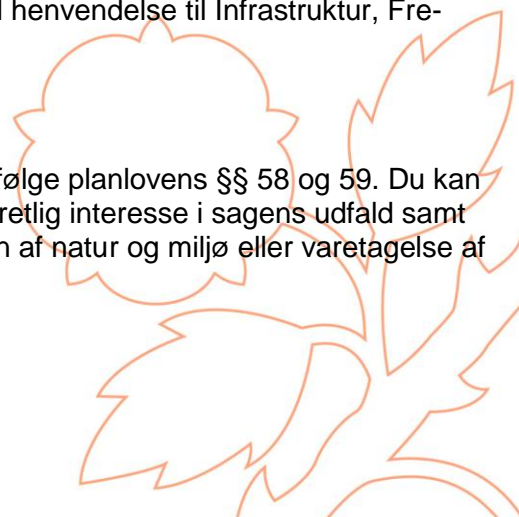 henvendelse til Infrastruktur, Fre-
følge planlovens §§ 58 og 59. Du kan
retlig interesse i sagens udfald samt
af natur og miljø eller varetagelse af